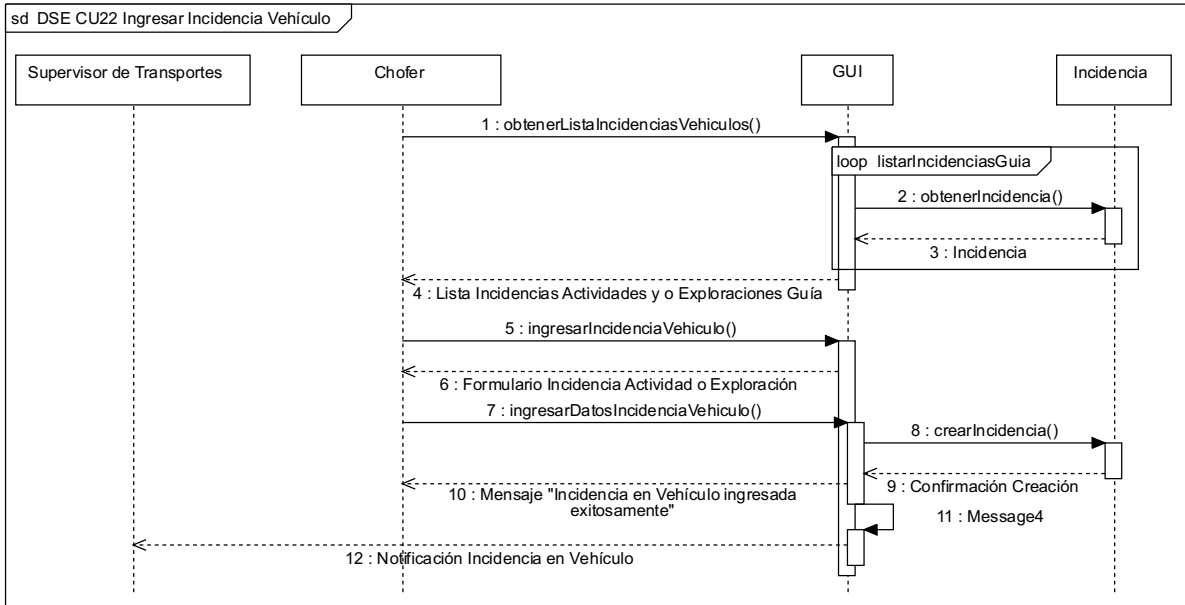 sd DSE CU22 Ingresar Incidencia Vehículo
Supervisor de Transportes
Chofer
GUI
Incidencia
1 : obtenerListaIncidenciasVehiculos()
loop listarIncidenciasGuia
2 : obtenerIncidencia()
3 : Incidencia
4 : Lista Incidencias Actividades y o Exploraciones Guía
5 : ingresarIncidenciaVehiculo()
6 : Formulario Incidencia Actividad o Exploración
7 : ingresarDatosIncidenciaVehiculo()
8 : crearIncidencia()
9 : Confirmación Creación
10 : Mensaje "Incidencia en Vehículo ingresada
exitosamente"
11 : Message4
12 : Notificación Incidencia en Vehículo